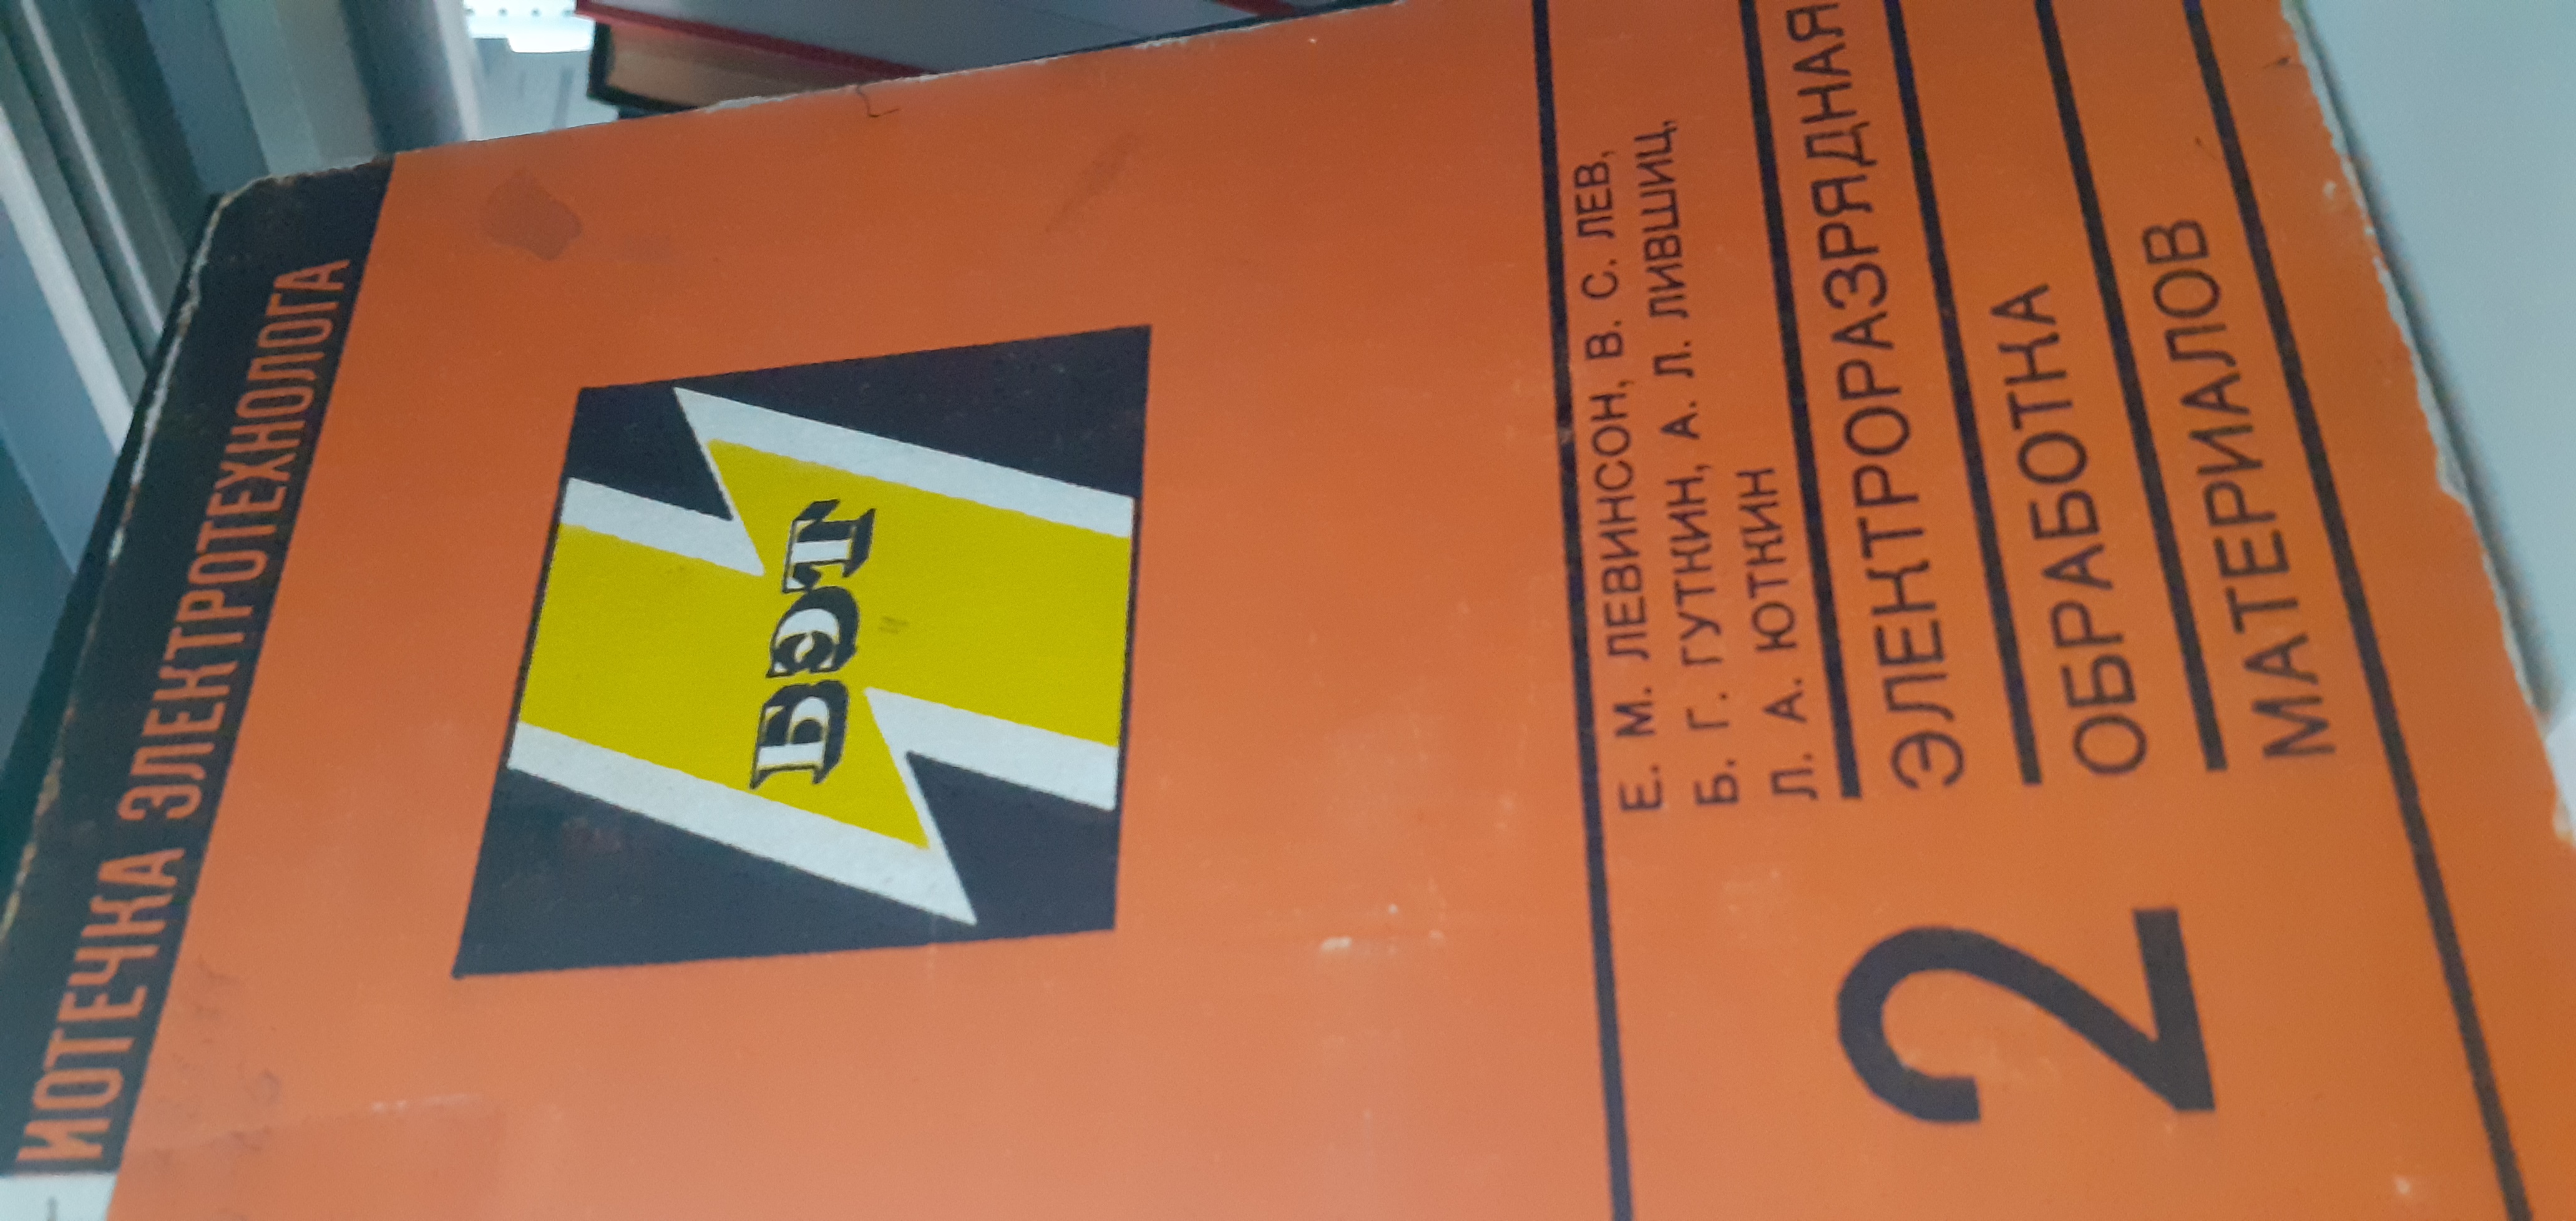 ИОТЕЧКА ЭЛЕКТРОТЕХНОЛОГА
БЭТ
Е. М. ЛЕВИНСОН, В. С. ЛЕВ,
Б. Г. ГУТКИН, А. Л. ЛИВШИЦ,
Л. А. ЮТКИН
2
ЭЛЕКТРОРАЗРЯДНАЯ
ОБРАБОТКА
МАТЕРИАЛОВ